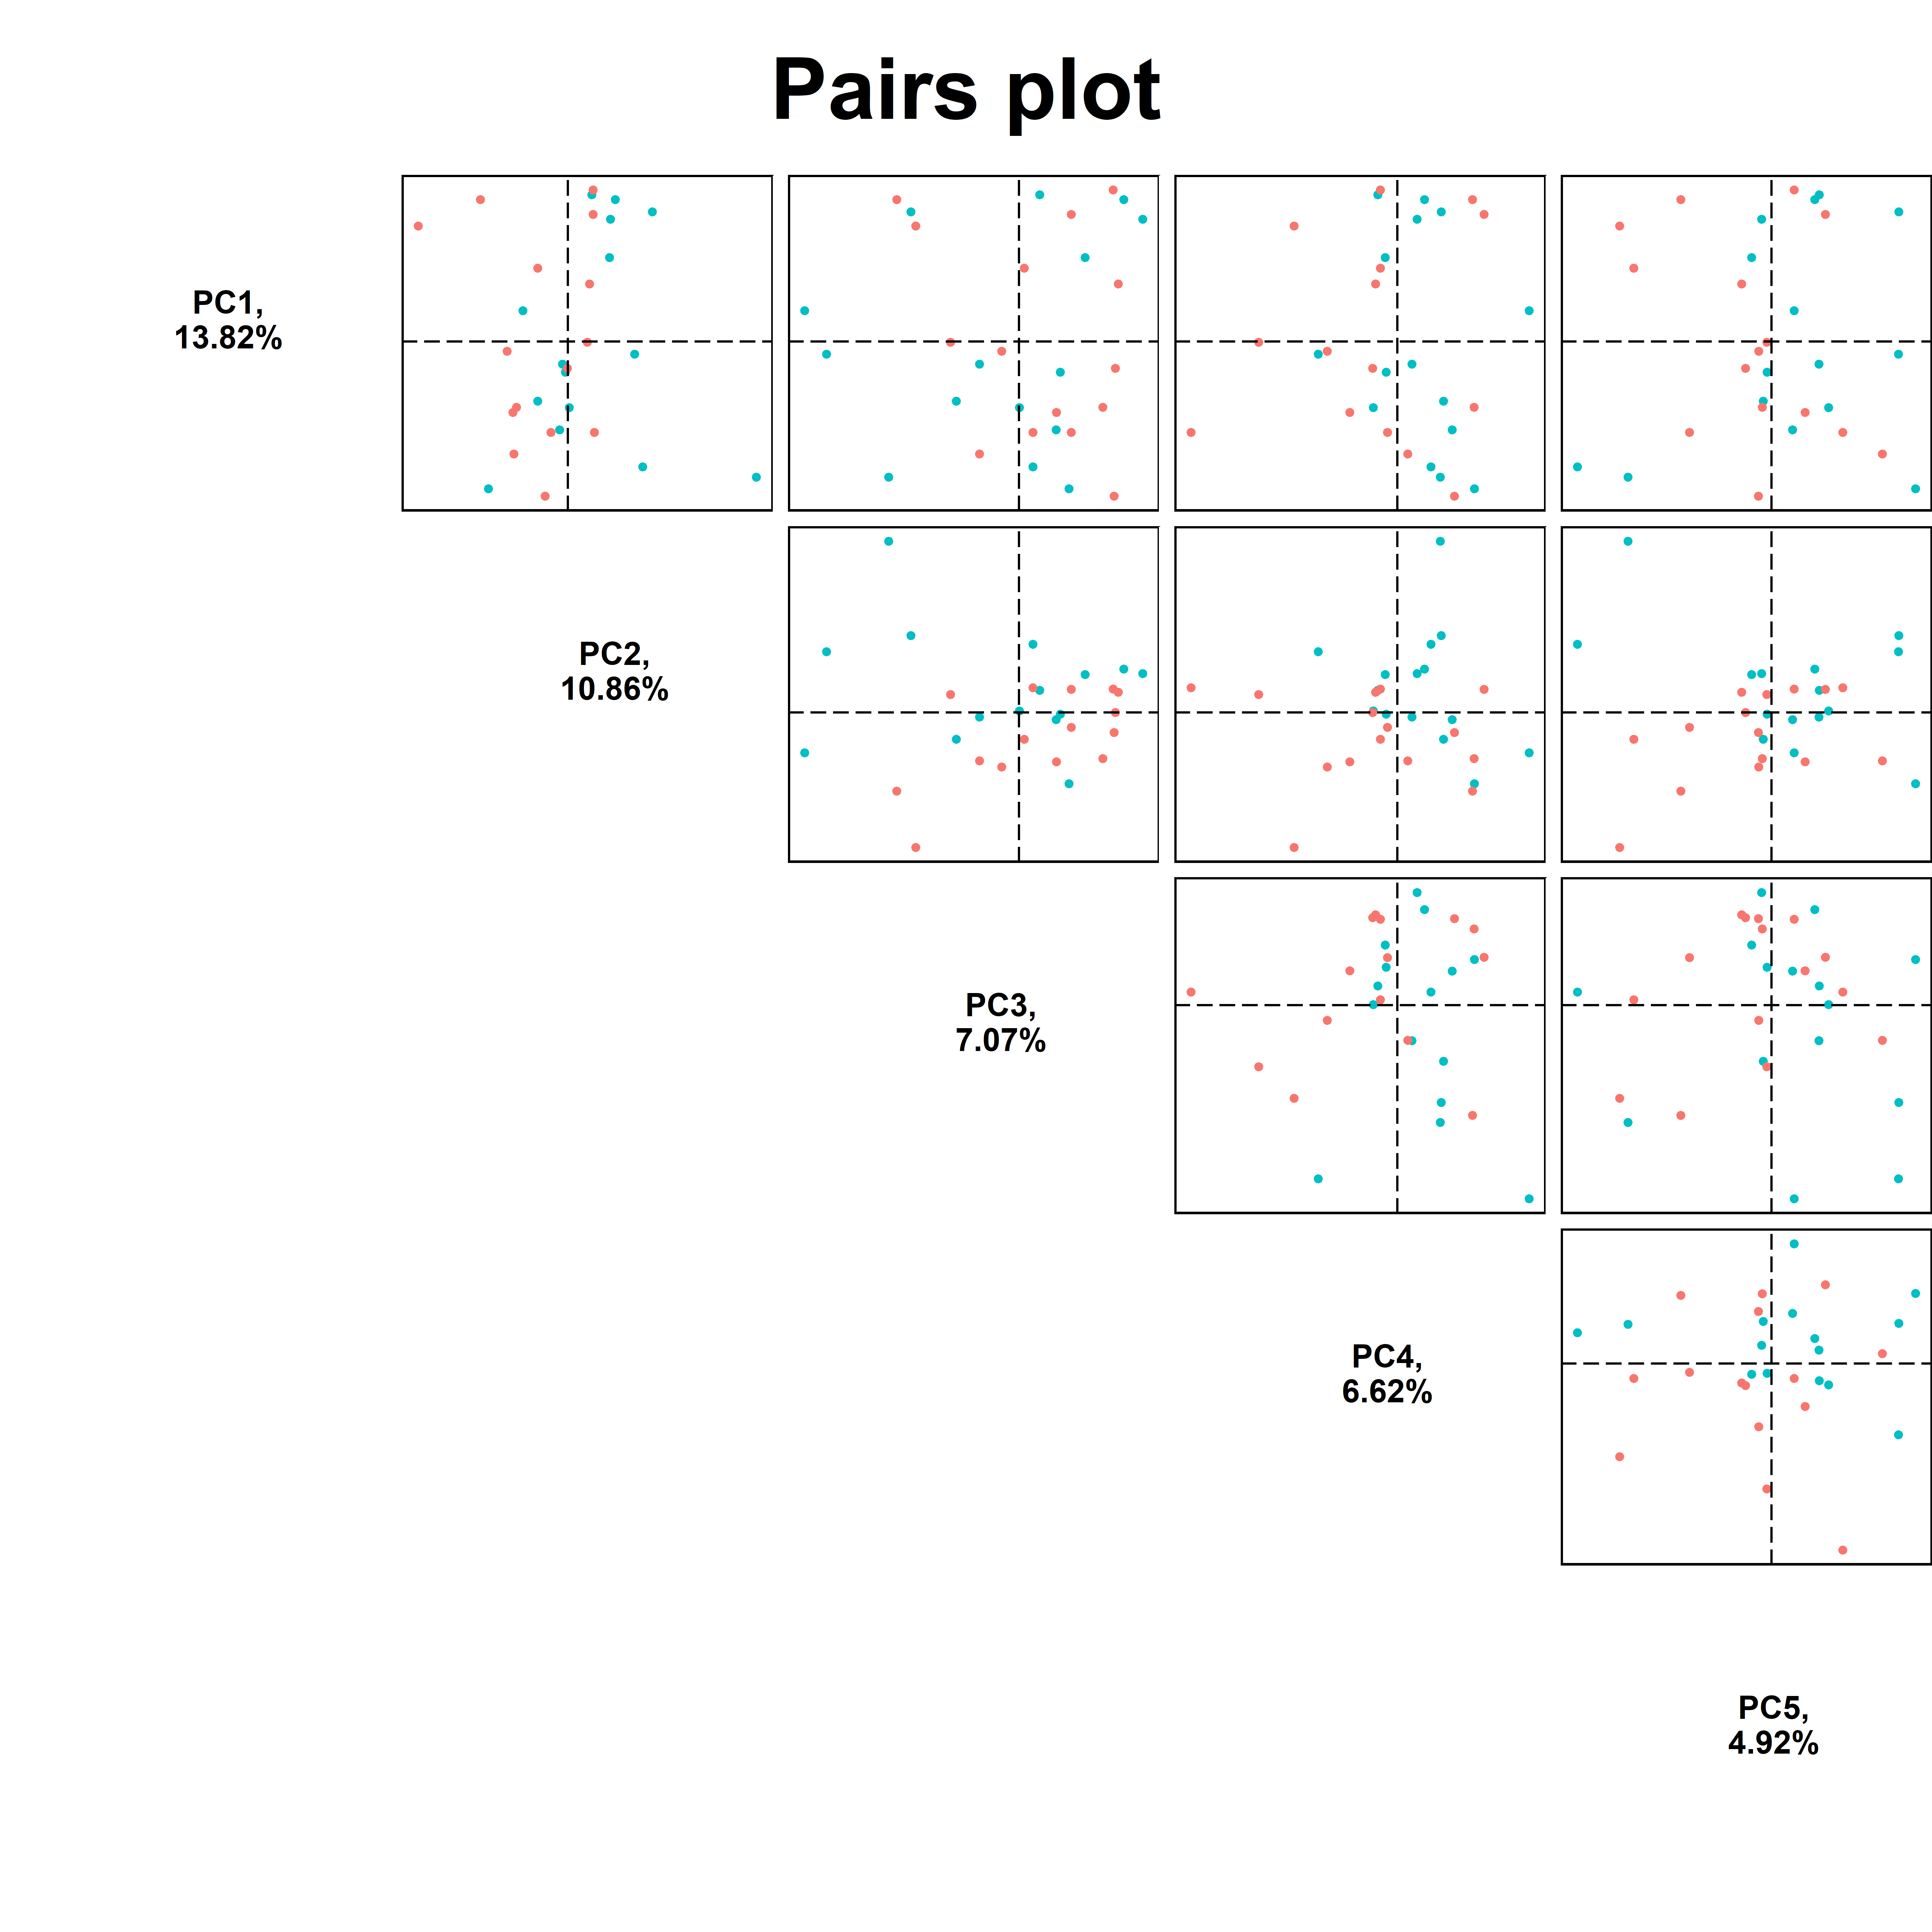 Pairs plot
PC1,
13.82%
PC2,
10.86%
PC3,
7.07%
PC4,
6.62%
PC5,
4.92%